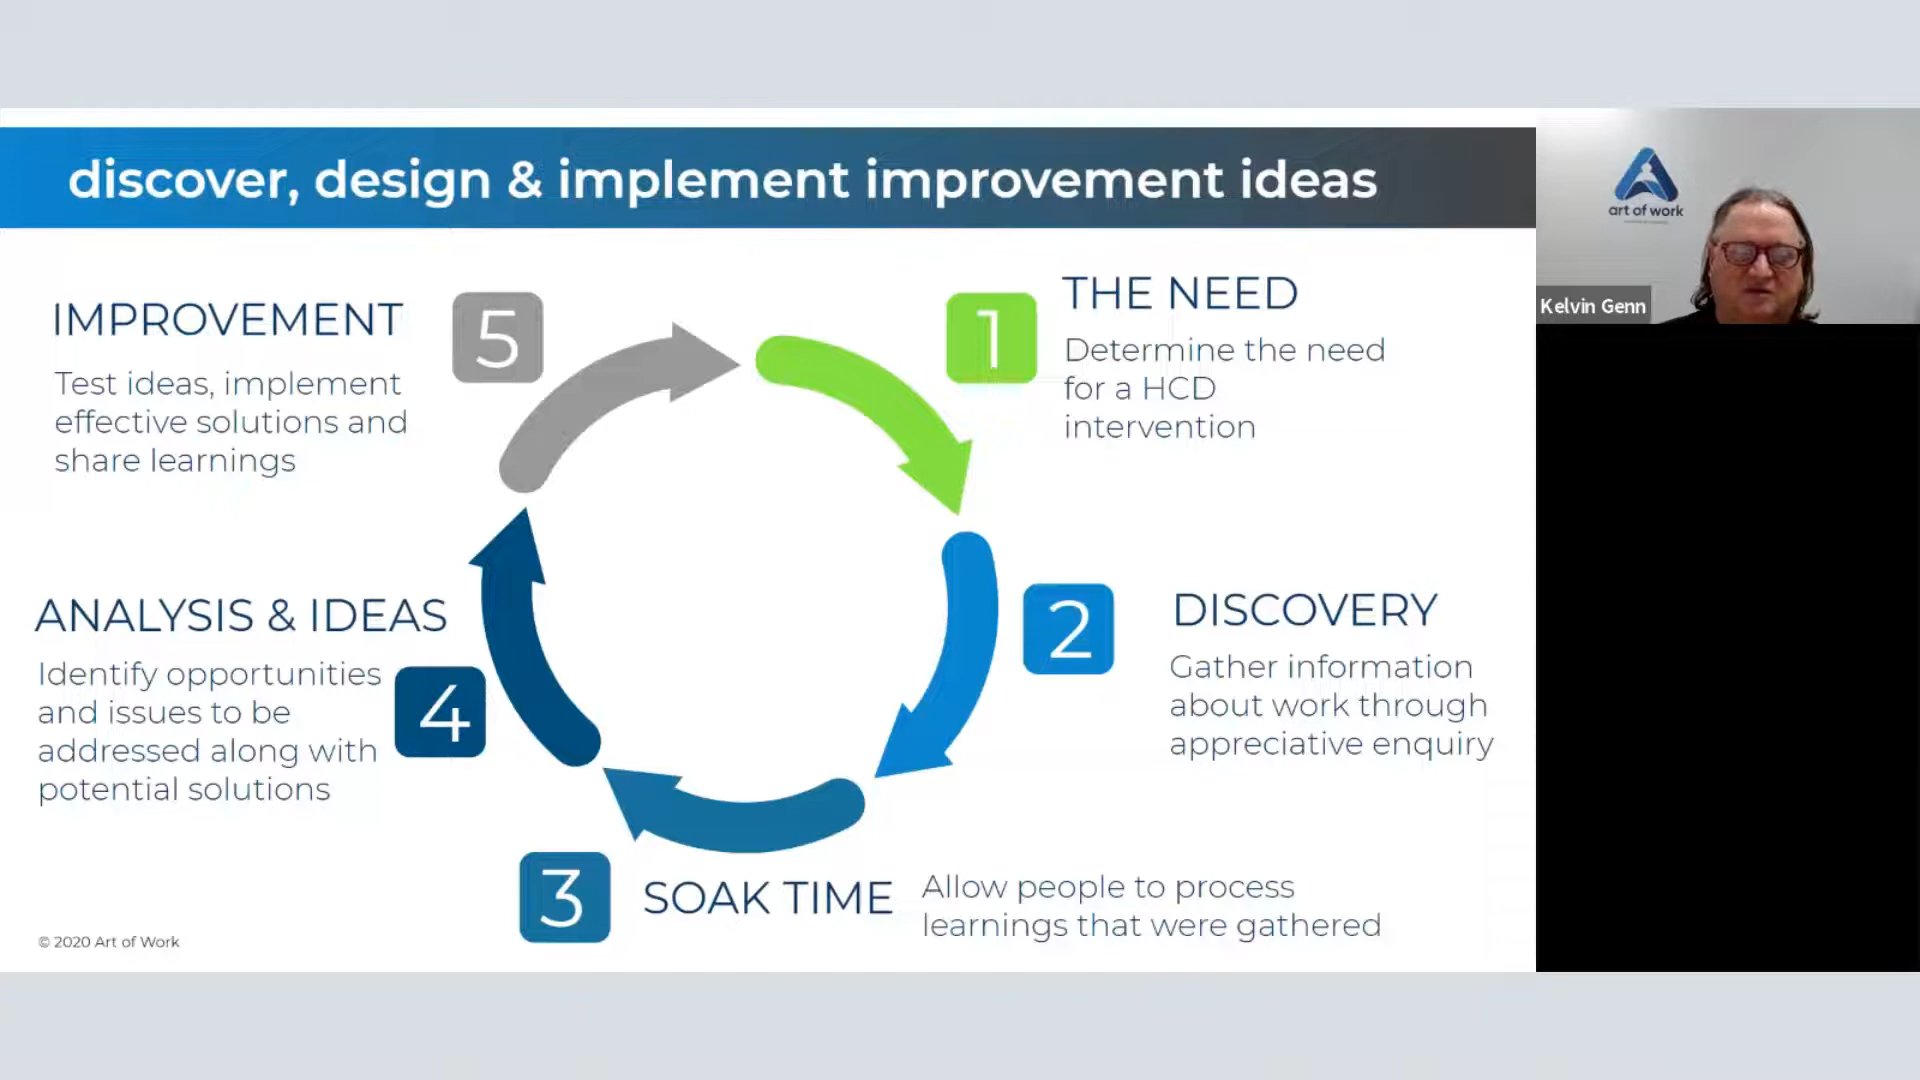 discover, design & implement improvement ideas
art of work
Kelvin Genn
1
THE NEED
Determine the need
for a HCD
intervention
2
DISCOVERY
Gather information
about work through
appreciative enquiry
3
SOAK TIME
Allow people to process
learnings that were gathered
4
ANALYSIS & IDEAS
Identify opportunities
and issues to be
addressed along with
potential solutions
5
IMPROVEMENT
Test ideas, implement
effective solutions and
share learnings
© 2020 Art of Work